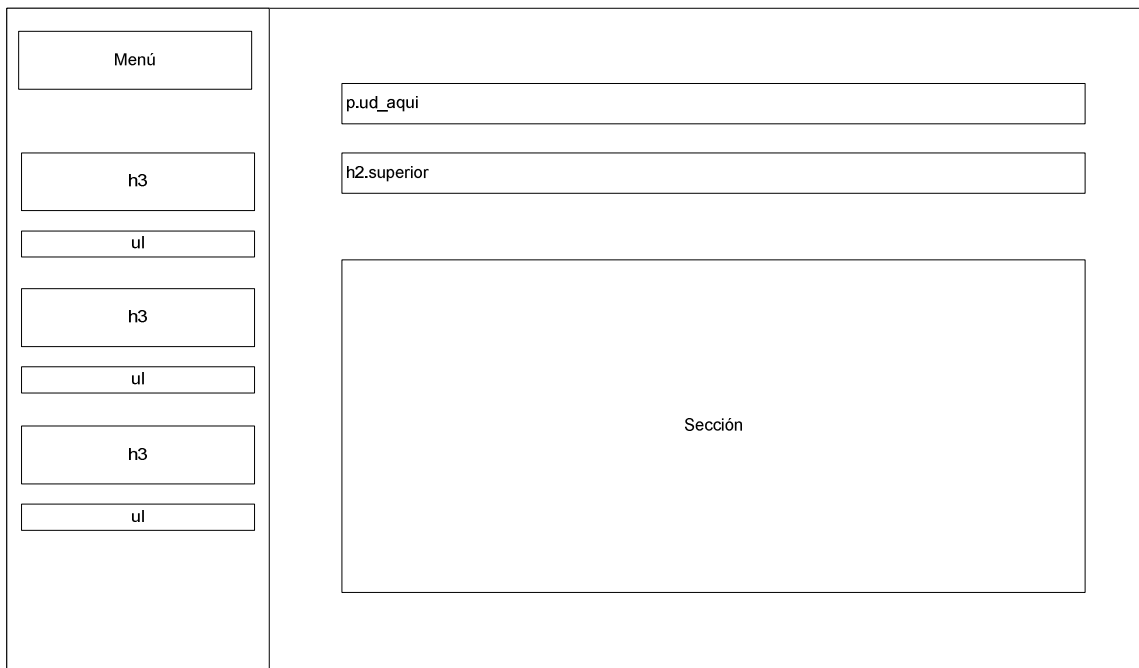 Menú
h3
ul
h3
ul
h3
ul
p.ud_aqui
h2.superior
Sección